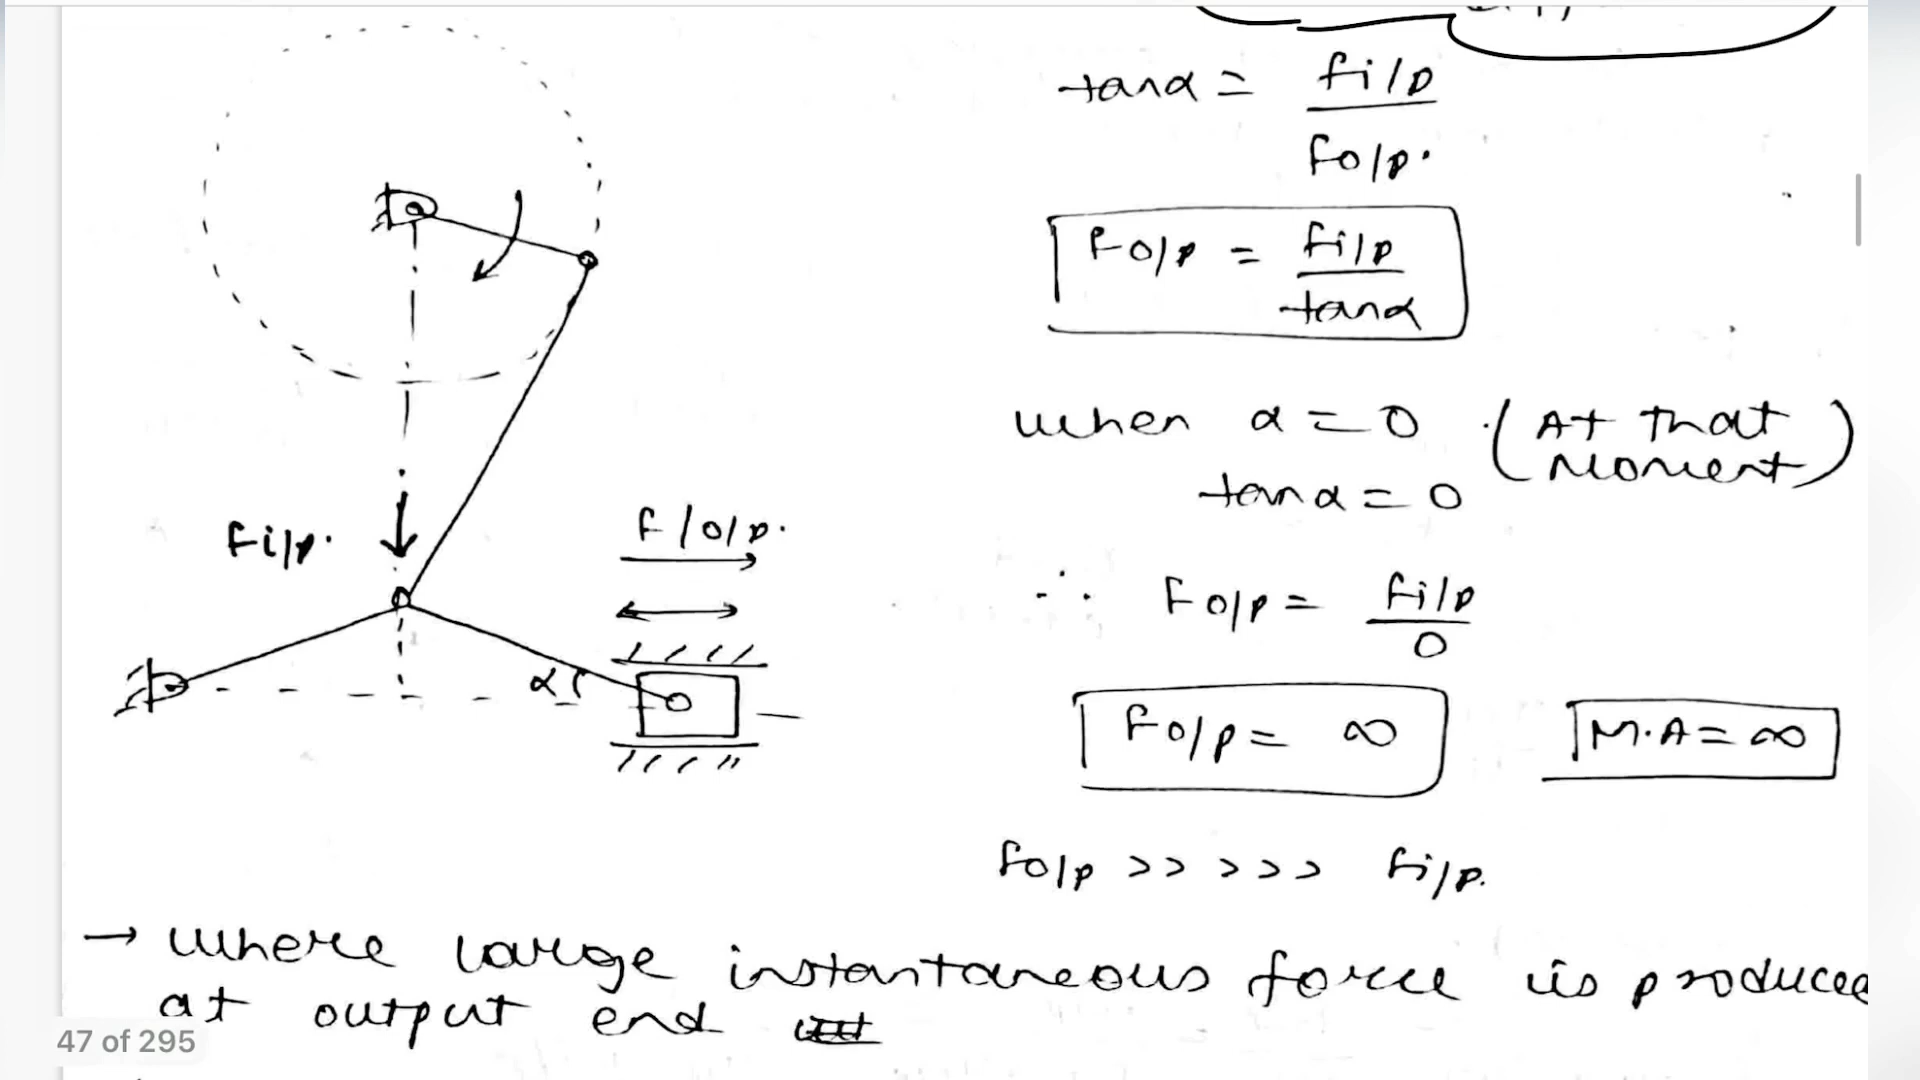 tanα = fi/p
Fo/p.
Fo/p = fi/p
tanα
when α = 0 (At that
Moment)
tanα = 0
Fi/p.
F/o/p.
∴ Fo/p = fi/p
0
α
Fo/p = ∞
M.A = ∞
Fo/p >> >>> Fi/p.
→ where large instantaneous force is produced
at output end
47 of 295